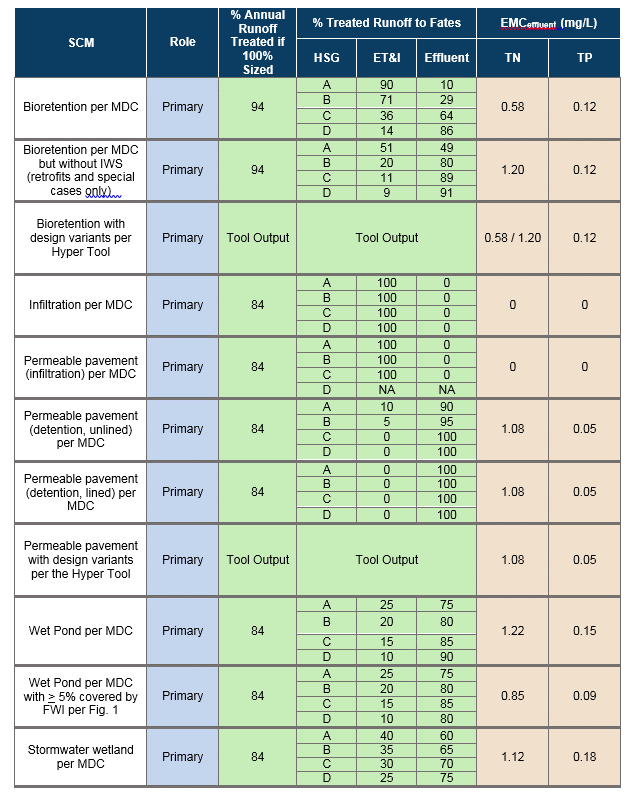 SCM Role % Annual Runoff Treated if 100% Sized % Treated Runoff to Fates EMCeffluent (mg/L)
HSG ET&I Effluent TN TP
Bioretention per MDC Primary 94 0.58 0.12
A 90 10
B 71 29
C 36 64
D 14 86
Bioretention per MDC but without IWS (retrofits and special cases only) Primary 94 1.20 0.12
A 51 49
B 20 80
C 11 89
D 9 91
Bioretention with design variants per Hyper Tool Primary Tool Output Tool Output 0.58 / 1.20 0.12
Infiltration per MDC Primary 84 0 0
A 100 0
B 100 0
C 100 0
D 100 0
Permeable pavement (infiltration) per MDC Primary 84 0 0
A 100 0
B 100 0
C 100 0
D NA NA
Permeable pavement (detention, unlined) per MDC Primary 84 1.08 0.05
A 10 90
B 5 95
C 0 100
D 0 100
Permeable pavement (detention, lined) per MDC Primary 84 1.08 0.05
A 0 100
B 0 100
C 0 100
D 0 100
Permeable pavement with design variants per the Hyper Tool Primary Tool Output Tool Output 1.08 0.05
Wet Pond per MDC Primary 84 1.22 0.15
A 25 75
B 20 80
C 15 85
D 10 90
Wet Pond per MDC with ≥ 5% covered by FWI per Fig. 1 Primary 84 0.85 0.09
A 25 75
B 20 80
C 15 85
D 10 80
Stormwater wetland per MDC Primary 84 1.12 0.18
A 40 60
B 35 65
C 30 70
D 25 75